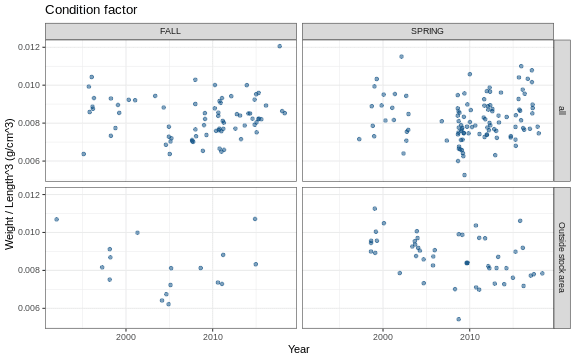 Condition factor
FALL
SPRING
0.012
0.010
0.008
0.006
all
0.012
0.010
0.008
0.006
Outside stock area
Weight / Length^3 (g/cm^3)
2000
2010
2000
2010
Year